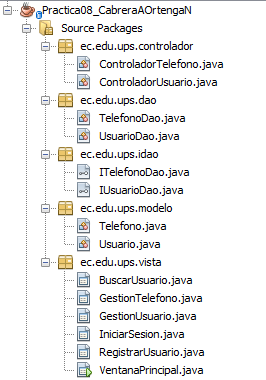 Practica08_CabreraAOrtengaN
Source Packages
ec.edu.ups.controlador
ControladorTelefono.java
ControladorUsuario.java
ec.edu.ups.dao
TelefonoDao.java
UsuarioDao.java
ec.edu.ups.idao
ITelefonoDao.java
IUsuarioDao.java
ec.edu.ups.modelo
Telefono.java
Usuario.java
ec.edu.ups.vista
BuscarUsuario.java
GestionTelefono.java
GestionUsuario.java
IniciarSesion.java
RegistrarUsuario.java
VentanaPrincipal.java